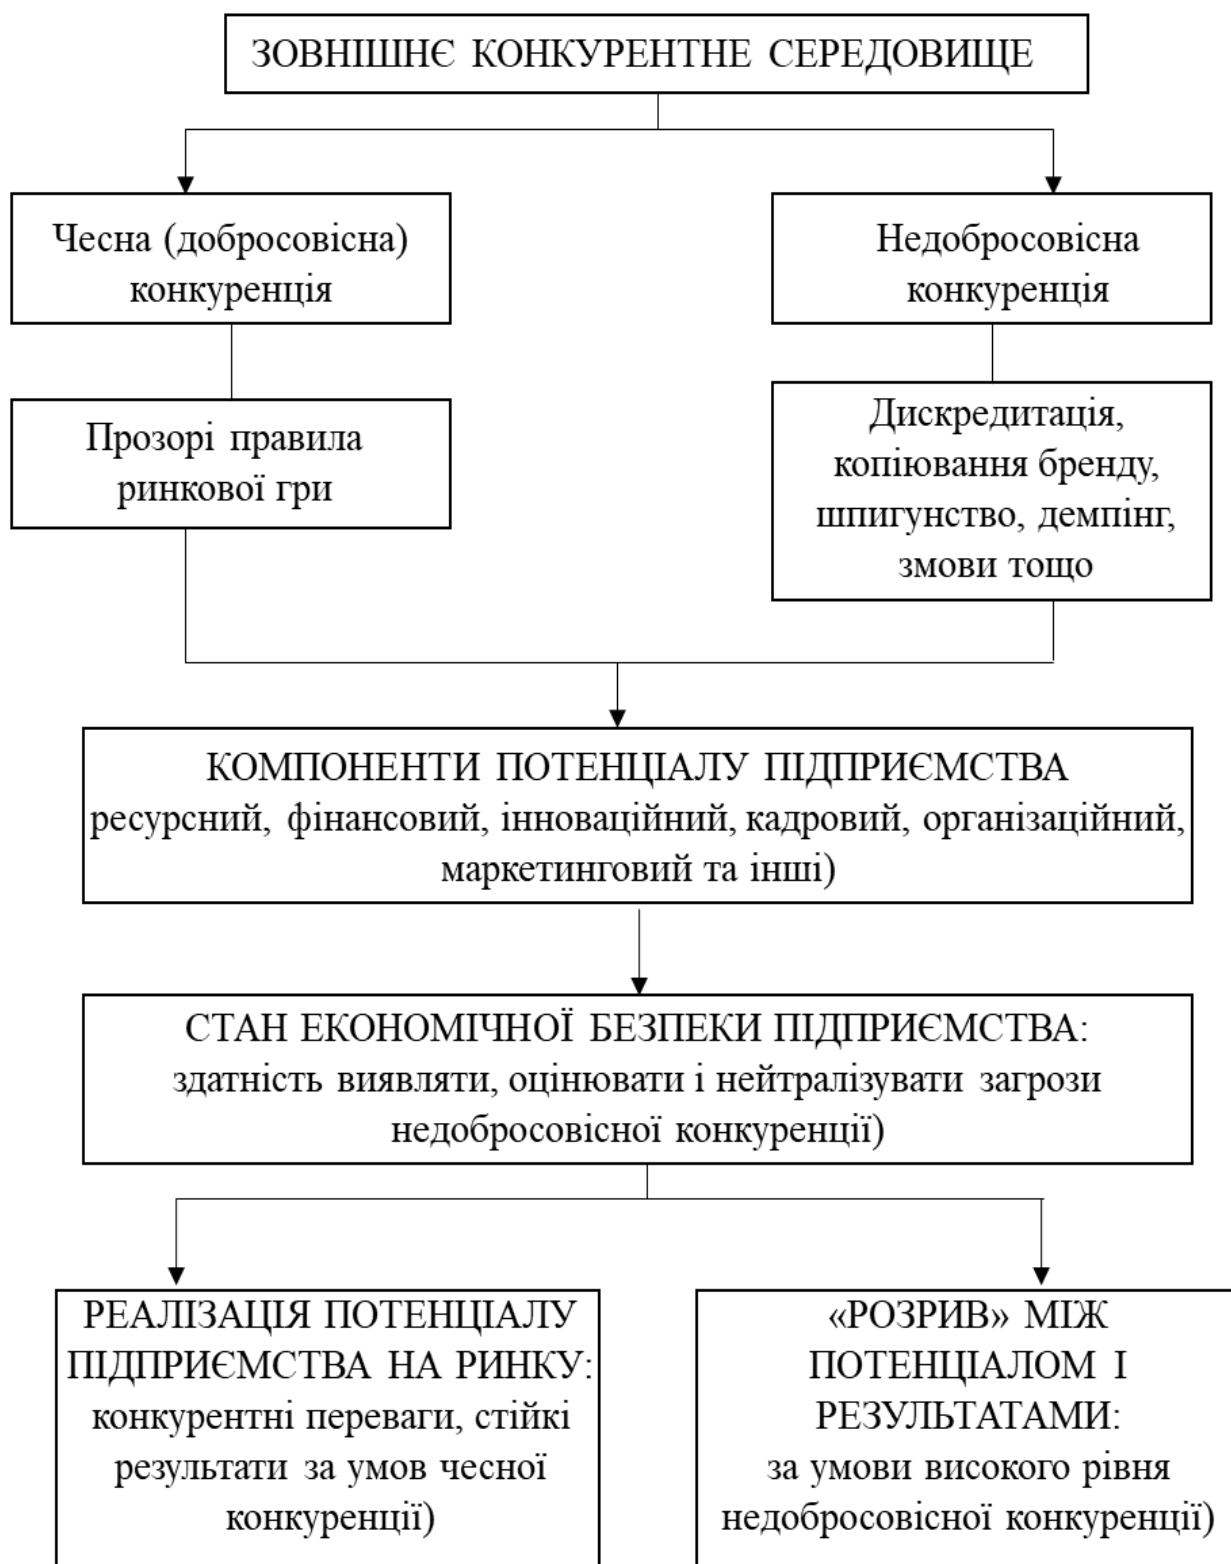 ЗОВНІШНЄ КОНКУРЕНТНЕ СЕРЕДОВИЩЕ
Чесна (добросовісна)
конкуренція
Недобросовісна
конкуренція
Прозорі правила
ринкової гри
Дискредитація,
копіювання бренду,
шпигунство, демпінг,
змови тощо
КОМПОНЕНТИ ПОТЕНЦІАЛУ ПІДПРИЄМСТВА
ресурсний, фінансовий, інноваційний, кадровий, організаційний,
маркетинговий та інші)
СТАН ЕКОНОМІЧНОЇ БЕЗПЕКИ ПІДПРИЄМСТВА:
здатність виявляти, оцінювати і нейтралізувати загрози
недобросовісної конкуренції)
РЕАЛІЗАЦІЯ ПОТЕНЦІАЛУ
ПІДПРИЄМСТВА НА РИНКУ:
конкурентні переваги, стійкі
результати за умов чесної
конкуренції)
«РОЗРИВ» МІЖ
ПОТЕНЦІАЛОМ І
РЕЗУЛЬТАТАМИ:
за умови високого рівня
недобросовісної конкуренції)